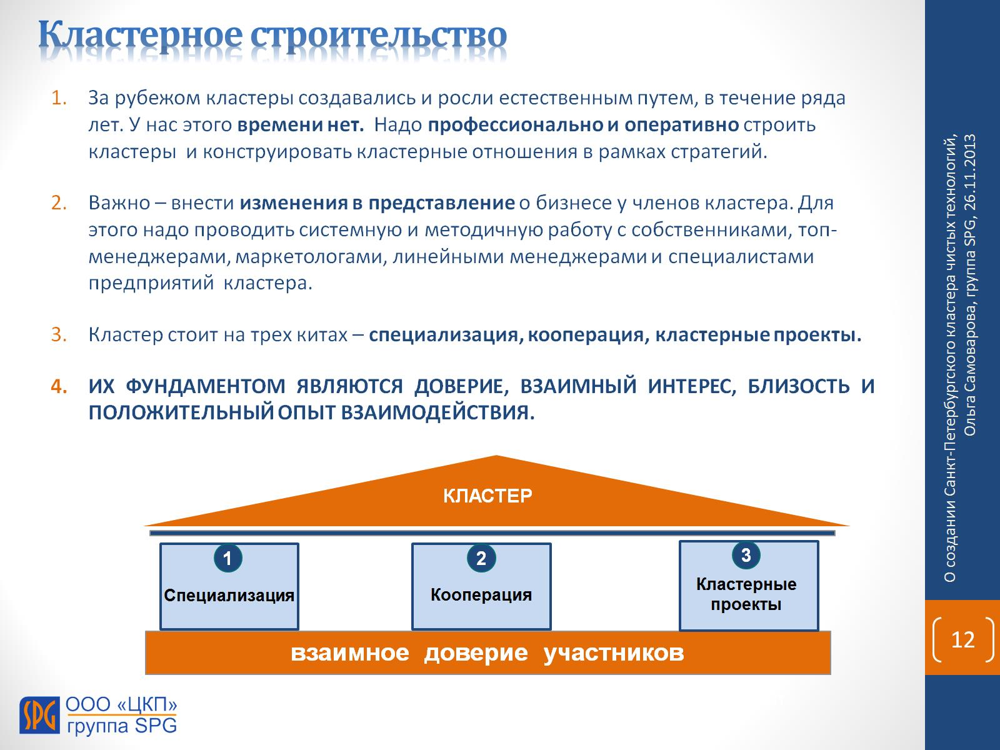 Кластерное строительство
1. За рубежом кластеры создавались и росли естественным путем, в течение ряда
лет. У нас этого времени нет. Надо профессионально и оперативно строить
кластеры и конструировать кластерные отношения в рамках стратегий.
2. Важно – внести изменения в представление о бизнесе у членов кластера. Для
этого надо проводить системную и методичную работу с собственниками, топ-
менеджерами, маркетологами, линейными менеджерами и специалистами
предприятий кластера.
3. Кластер стоит на трех китах – специализация, кооперация, кластерные проекты.
4. ИХ ФУНДАМЕНТОМ ЯВЛЯЮТСЯ ДОВЕРИЕ, ВЗАИМНЫЙ ИНТЕРЕС, БЛИЗОСТЬ И
ПОЛОЖИТЕЛЬНЫЙ ОПЫТ ВЗАИМОДЕЙСТВИЯ.
КЛАСТЕР
1
Специализация
2
Кооперация
3
Кластерные
проекты
взаимное доверие участников
SPG
ООО «ЦКП»
группа SPG
О создании Санкт-Петербургского кластера чистых технологий,
Ольга Самоварова, группа SPG, 26.11.2013
12